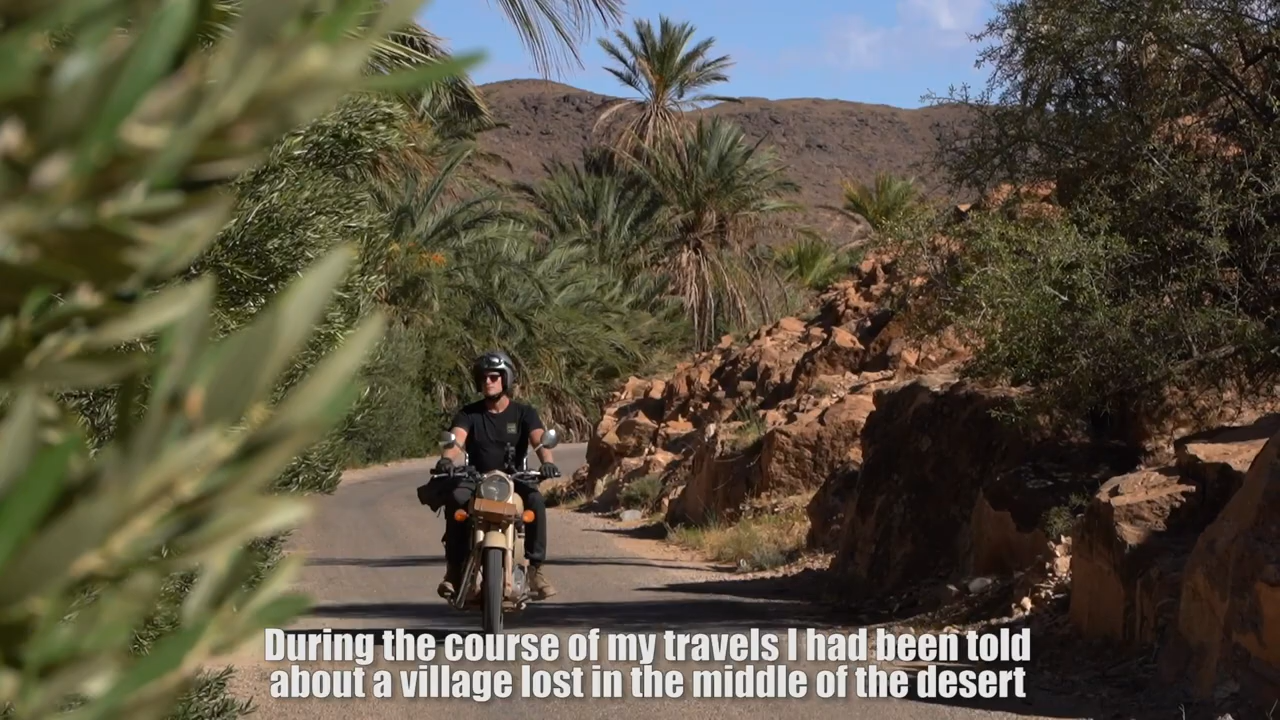 During the course of my travels I had been told
about a village lost in the middle of the desert